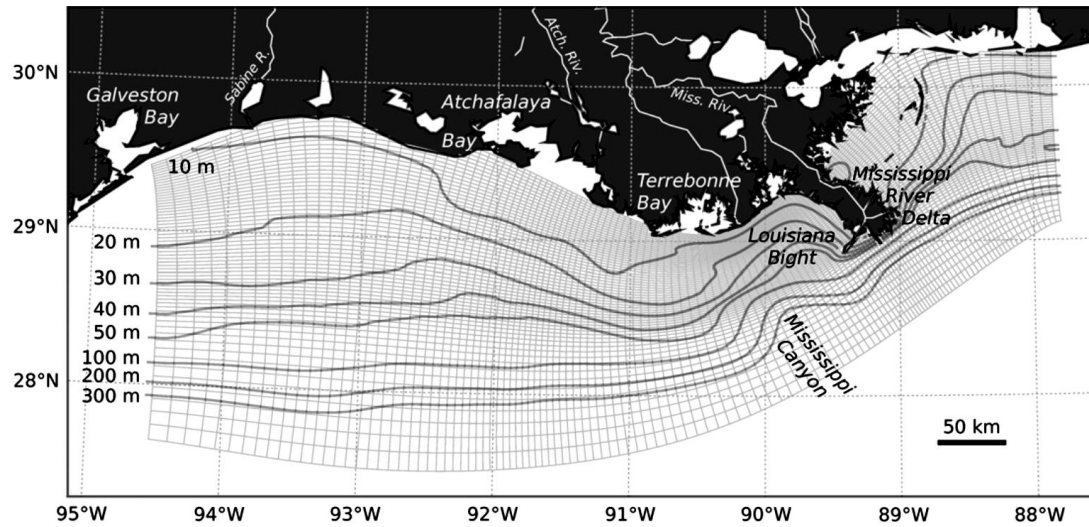 30°N
29°N
28°N
95°W
94°W
93°W
92°W
91°W
90°W
89°W
88°W
Galveston
Bay
Sabine R.
Atchafalaya
Bay
Atch. Riv.
Miss. Riv.
Terrebonne
Bay
Louisiana
Bight
Mississippi
River
Delta
Mississippi
Canyon
10 m
20 m
30 m
40 m
50 m
100 m
200 m
300 m
50 km